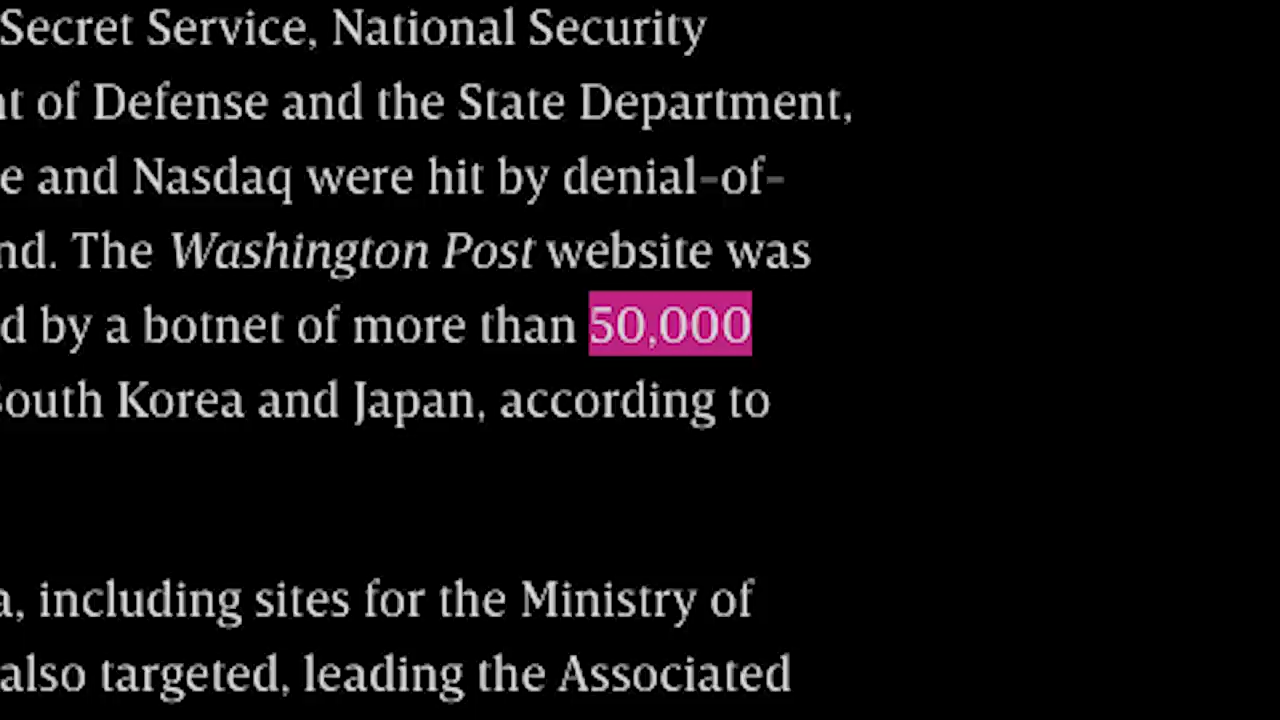 Secret Service, National Security
of Defense and the State Department,
and Nasdaq were hit by denial-of-
The Washington Post website was
by a botnet of more than 50,000
South Korea and Japan, according to
including sites for the Ministry of
also targeted, leading the Associated